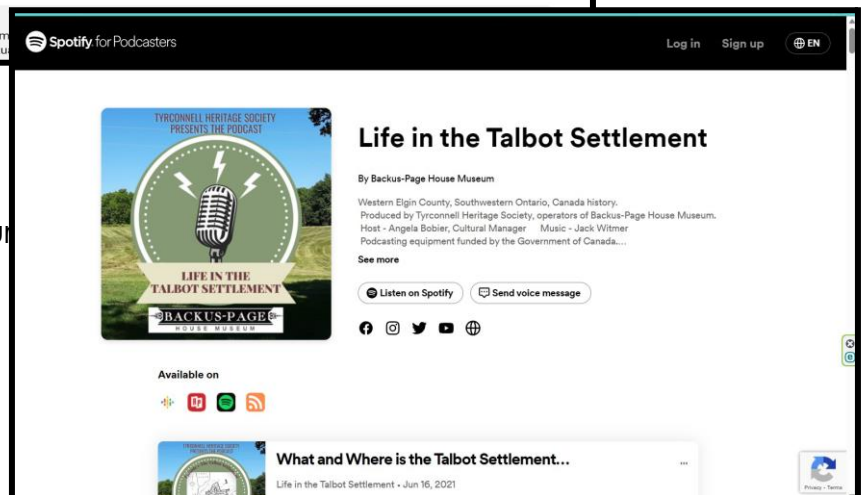 Spotify for Podcasters
Log in
Sign up
EN
TYRCONNELL HERITAGE SOCIETY
PRESENTS THE PODCAST
LIFE IN THE
TALBOT SETTLEMENT
BACKUS-PAGE
HOUSE MUSEUM
Life in the Talbot Settlement
By Backus-Page House Museum
Western Elgin County, Southwestern Ontario, Canada history.
Produced by Tyrconnell Heritage Society, operators of Backus-Page House Museum.
Host - Angela Bobier, Cultural Manager Music - Jack Witmer
Podcasting equipment funded by the Government of Canada....
See more
Listen on Spotify
Send voice message
Available on
What and Where is the Talbot Settlement...
...
Life in the Talbot Settlement • Jun 16, 2021
Privacy - Terms